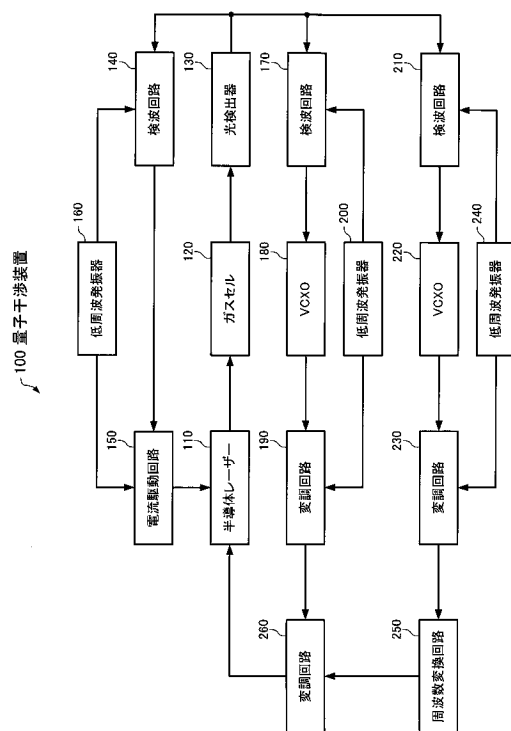 100 量子干渉装置
160
低周波発振器
150
電流駆動回路
140
検波回路
110
半導体レーザー
120
ガスセル
130
光検出器
260
変調回路
190
変調回路
180
VCXO
170
検波回路
200
低周波発振器
250
周波数変換回路
230
変調回路
220
VCXO
210
検波回路
240
低周波発振器